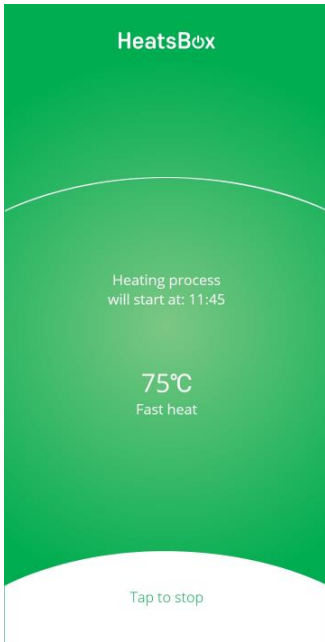 HeatsBox
Heating process
will start at: 11:45
75℃
Fast heat
Tap to stop